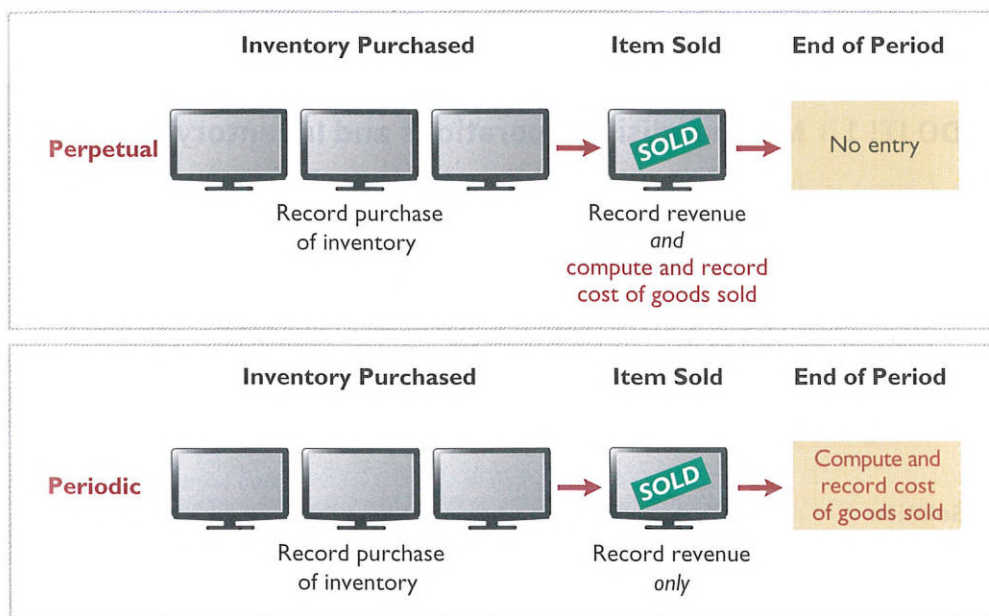 Inventory Purchased Item Sold End of Period
Perpetual SOLD No entry
Record purchase
of inventory
Record revenue
and
compute and record
cost of goods sold
Inventory Purchased Item Sold End of Period
Periodic SOLD Compute and
record cost
of goods sold
Record purchase
of inventory
Record revenue
only